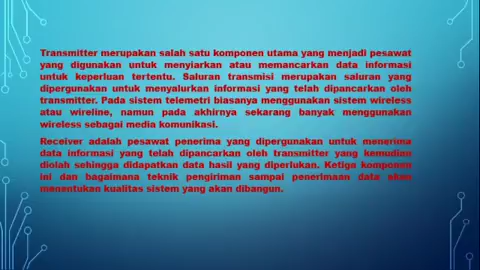 Transmitter merupakan salah satu komponen utama yang menjadi pesawat
yang digunakan untuk menyiarkan atau memancarkan data informasi
untuk keperluan tertentu. Saluran transmisi merupakan saluran yang
dipergunakan untuk menyalurkan informasi yang telah dipancarkan oleh
transmitter. Pada sistem telemetri biasanya menggunakan sistem wireless
atau wireline, namun pada akhirnya sekarang banyak menggunakan
wireless sebagai media komunikasi.
Receiver adalah pesawat penerima yang dipergunakan untuk menerima
data informasi yang telah dipancarkan oleh transmitter yang kemudian
diolah sehingga didapatkan data hasil yang diperlukan. Ketiga komponen
ini dan bagaimana teknik pengiriman sampai penerimaan data akan
menentukan kualitas sistem yang akan dibangun.